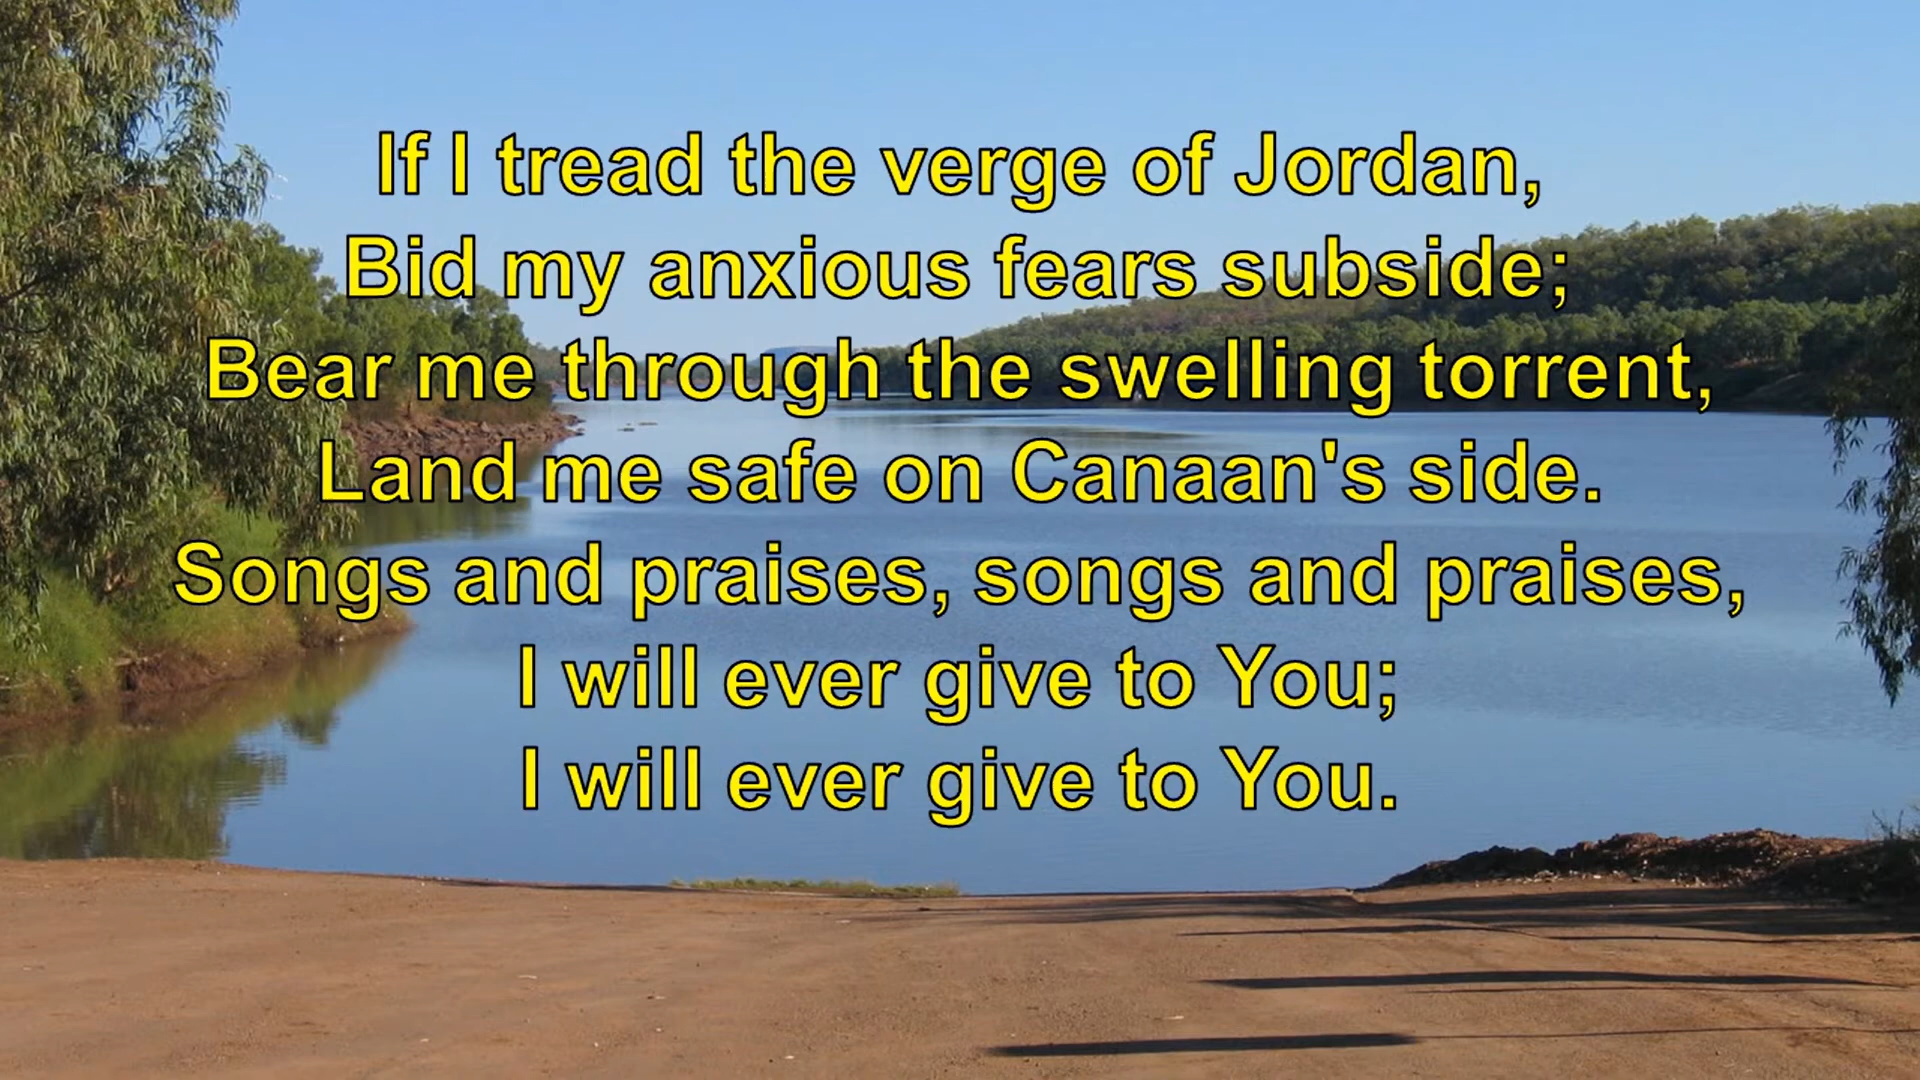 If I tread the verge of Jordan,
Bid my anxious fears subside;
Bear me through the swelling torrent,
Land me safe on Canaan's side.
Songs and praises, songs and praises,
I will ever give to You;
I will ever give to You.